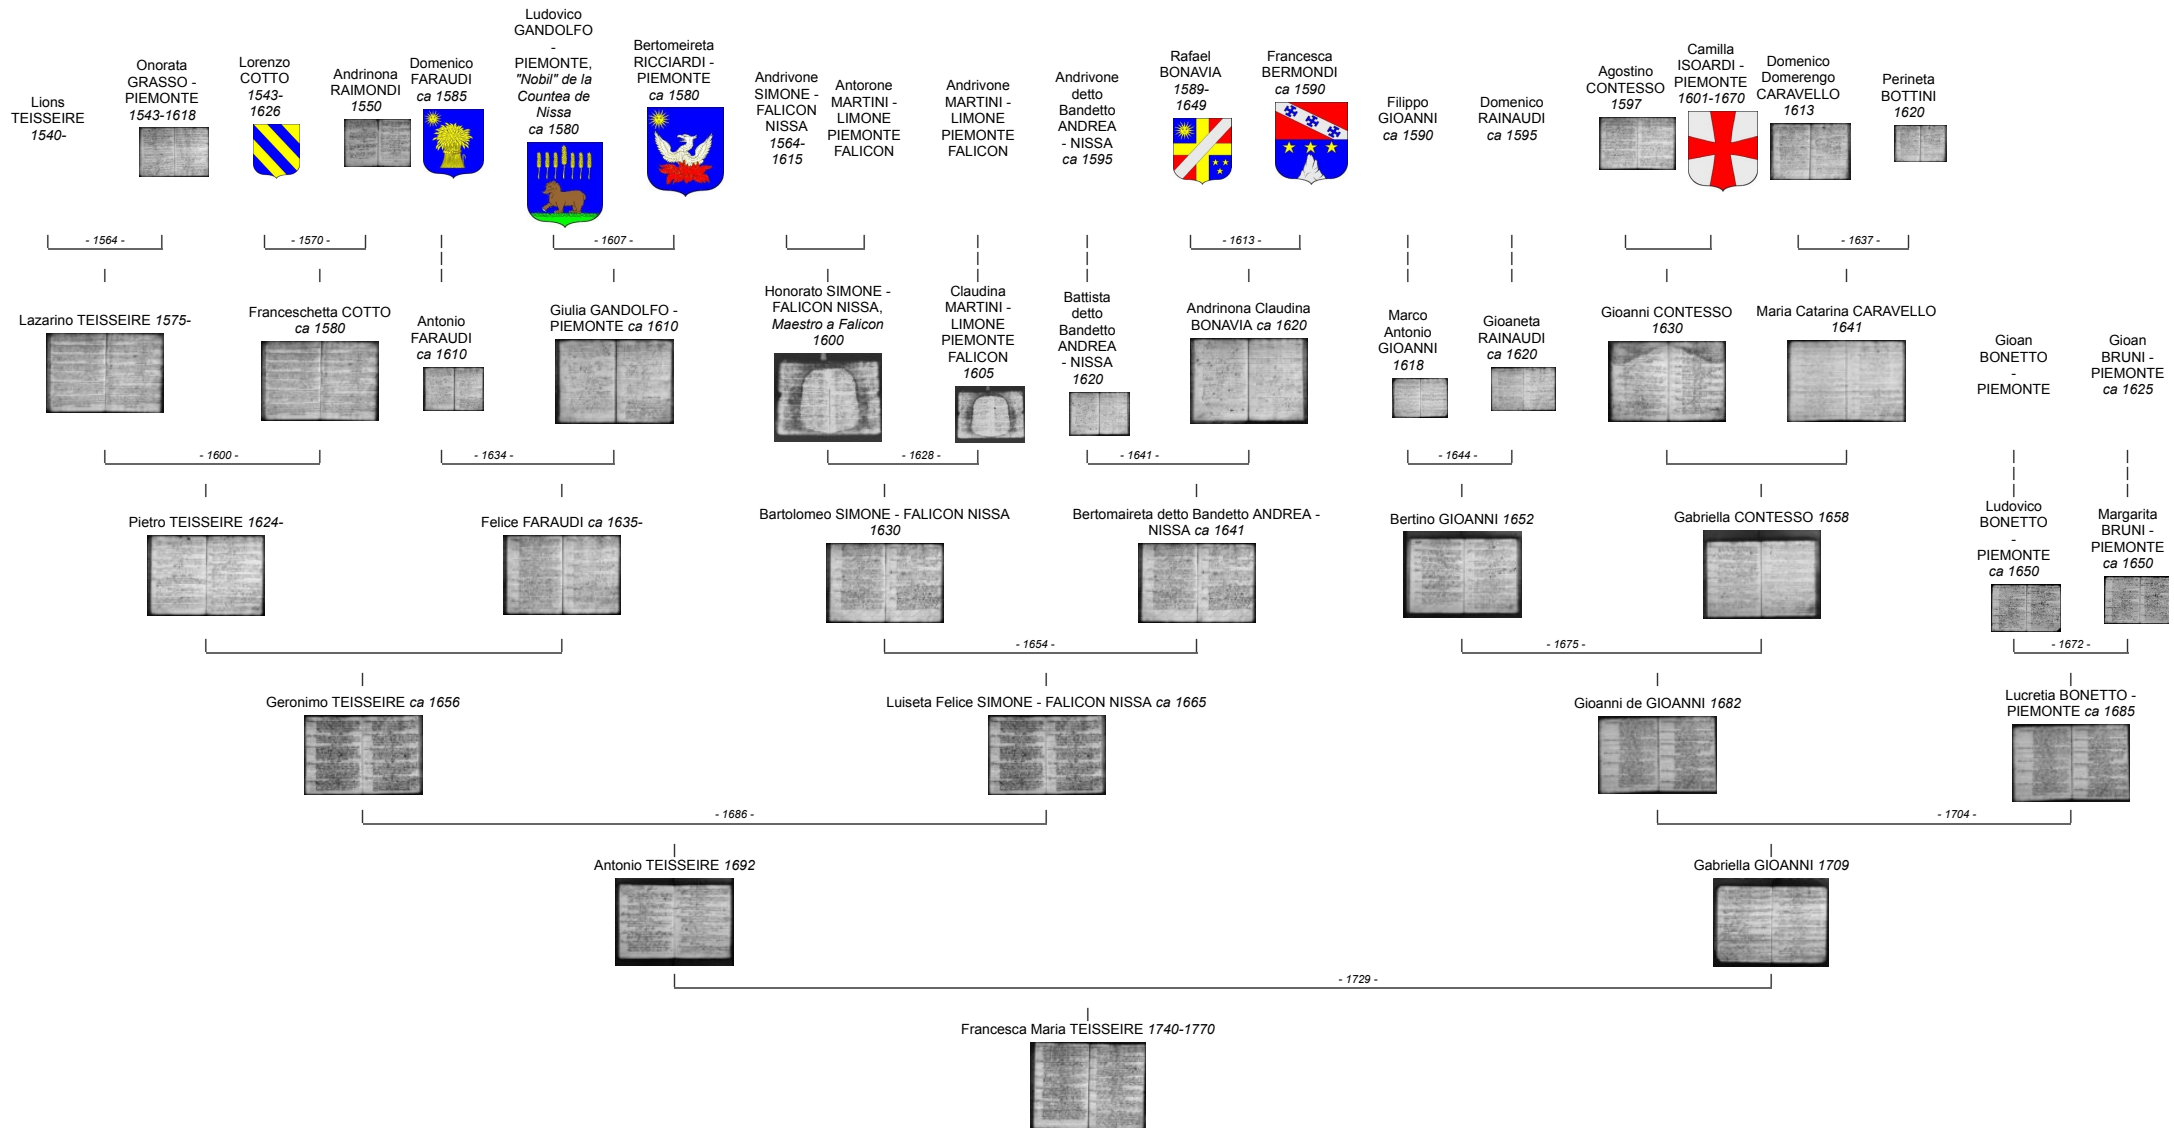 Lions
TEISSEIRE
1540-
Onorata
GRASSO -
PIEMONTE
1543-1618
Lorenzo
COTTO
1543-
1626
Andrinona
RAIMONDI
1550
Domenico
FARAUDI
ca 1585
Ludovico
GANDOLFO
-
PIEMONTE,
"Nobil" de la
Countea de
Nissa
ca 1580
Bertomeireta
RICCIARDI -
PIEMONTE
ca 1580
Andrivone
SIMONE -
FALICON
NISSA
1564-
1615
Antorone
MARTINI -
LIMONE
PIEMONTE
FALICON
Andrivone
MARTINI -
LIMONE
PIEMONTE
FALICON
Andrivone
detto
Bandetto
ANDREA
- NISSA
ca 1595
Rafael
BONAVIA
1589-
1649
Francesca
BERMONDI
ca 1590
Filippo
GIOANNI
ca 1590
Domenico
RAINAUDI
ca 1595
Agostino
CONTESSO
1597
Camilla
ISOARDI -
PIEMONTE
1601-1670
Domenico
Domerengo
CARAVELLO
1613
Perineta
BOTTINI
1620
- 1564 -
- 1570 -
- 1607 -
- 1613 -
- 1637 -
Lazarino TEISSEIRE 1575-
Franceschetta COTTO
ca 1580
Antonio
FARAUDI
ca 1610
Giulia GANDOLFO -
PIEMONTE ca 1610
Honorato SIMONE -
FALICON NISSA,
Maestro a Falicon
1600
Claudina
MARTINI -
LIMONE
PIEMONTE
FALICON
1605
Battista
detto
Bandetto
ANDREA
- NISSA
1620
Andrinona Claudina
BONAVIA ca 1620
Marco
Antonio
GIOANNI
1618
Gioaneta
RAINAUDI
ca 1620
Gioanni CONTESSO
1630
Maria Catarina CARAVELLO
1641
Gioan
BONETTO
-
PIEMONTE
Gioan
BRUNI -
PIEMONTE
ca 1625
- 1600 -
- 1634 -
- 1628 -
- 1641 -
- 1644 -
Pietro TEISSEIRE 1624-
Felice FARAUDI ca 1635-
Bartolomeo SIMONE - FALICON NISSA
1630
Bertomaireta detto Bandetto ANDREA -
NISSA ca 1641
Bertino GIOANNI 1652
Gabriella CONTESSO 1658
Ludovico
BONETTO
-
PIEMONTE
ca 1650
Margarita
BRUNI -
PIEMONTE
ca 1650
- 1654 -
- 1675 -
- 1672 -
Geronimo TEISSEIRE ca 1656
Luiseta Felice SIMONE - FALICON NISSA ca 1665
Gioanni de GIOANNI 1682
Lucretia BONETTO -
PIEMONTE ca 1685
- 1686 -
- 1704 -
Antonio TEISSEIRE 1692
Gabriella GIOANNI 1709
- 1729 -
Francesca Maria TEISSEIRE 1740-1770